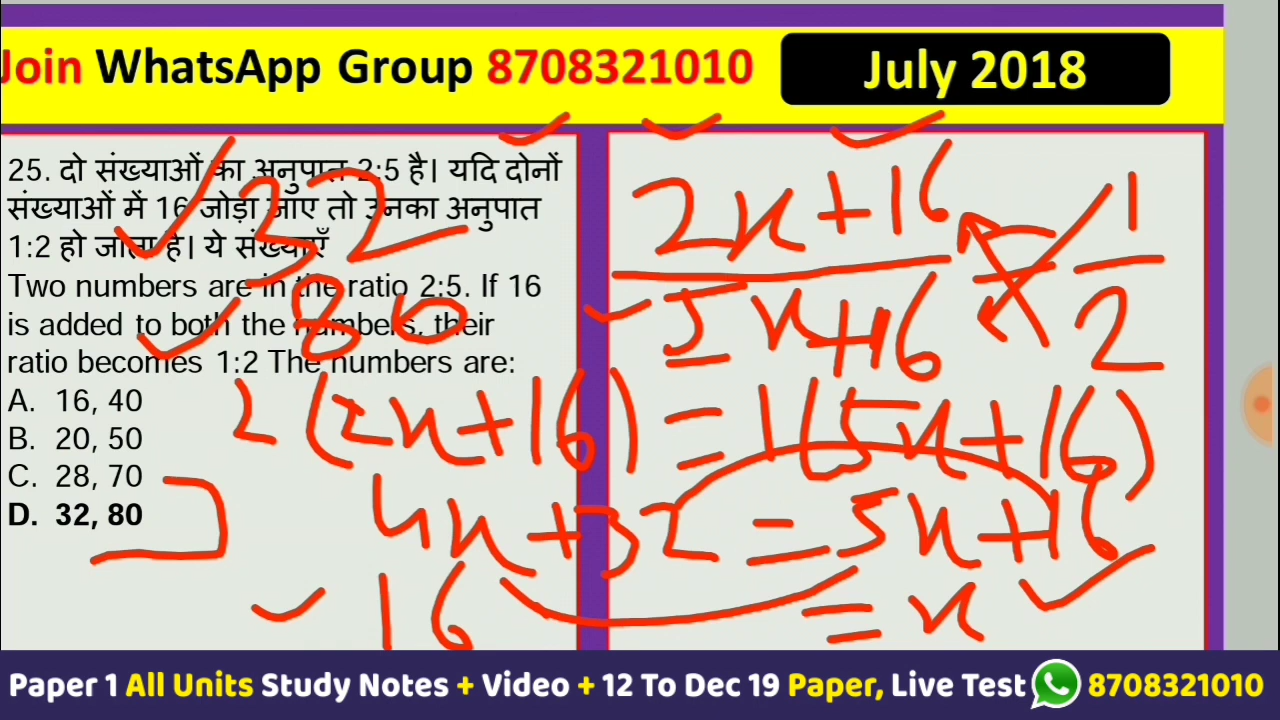 Join WhatsApp Group 8708321010
July 2018
25. दो संख्याओं का अनुपात 2:5 है। यदि दोनों
संख्याओं में 16 जोड़ा जाए तो उनका अनुपात
1:2 हो जाता है। ये संख्याएँ
Two numbers are in the ratio 2:5. If 16
is added to both the numbers, their
ratio becomes 1:2 The numbers are:
A. 16, 40
B. 20, 50
C. 28, 70
D. 32, 80
32
80
2x+16
5x+16
=
1
2
2(2x+16) = 1(5x+16)
4x+32 = 5x+16
16 = x
Paper 1 All Units Study Notes + Video + 12 To Dec 19 Paper, Live Test 8708321010